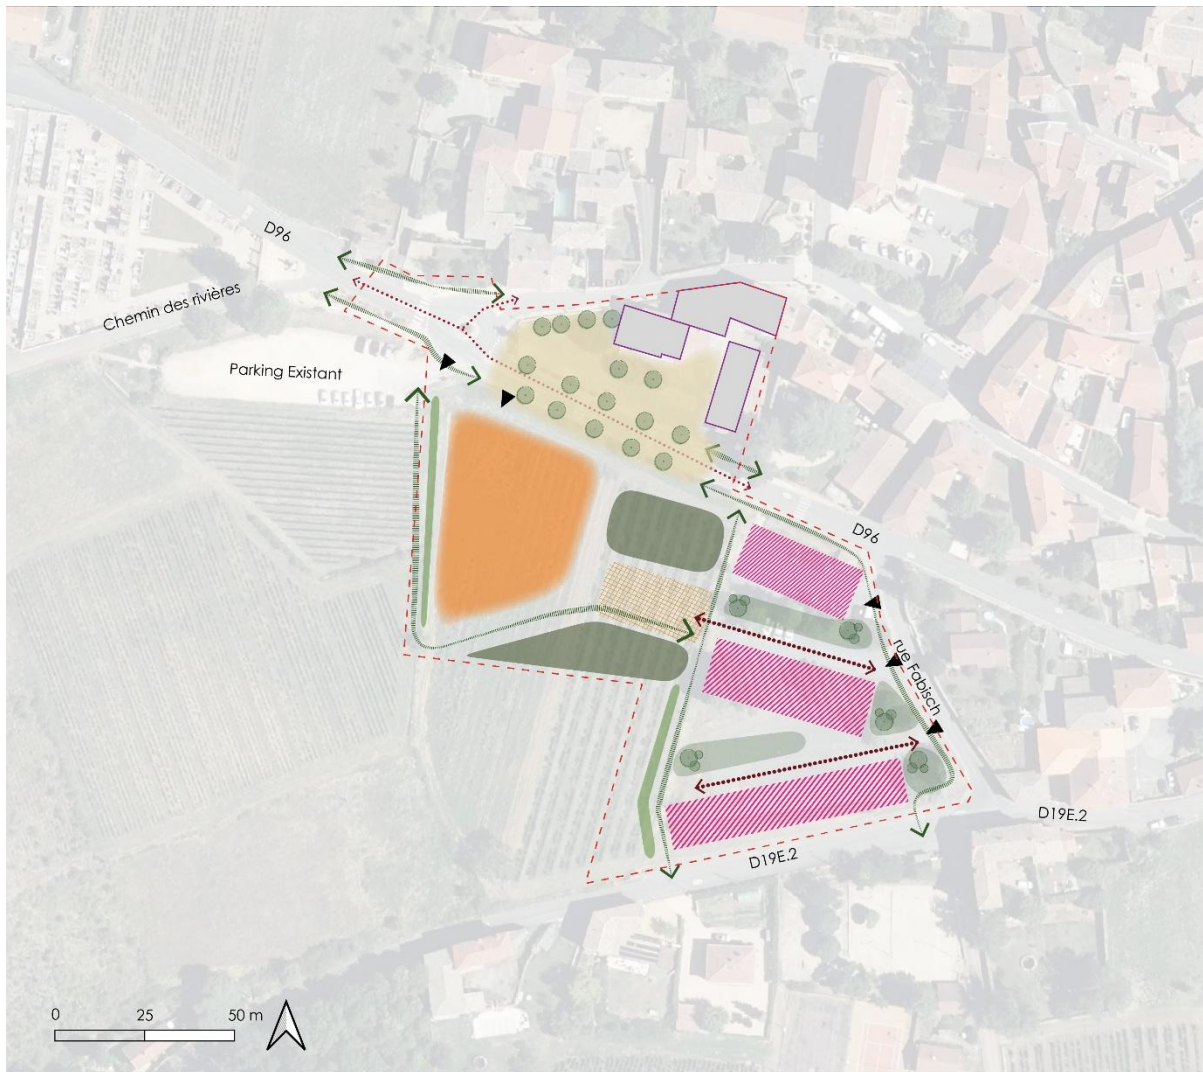 D96
Chemin des rivières
Parking Existant
D96
rue Fabisch
D19E.2
D19E.2
0 25 50 m